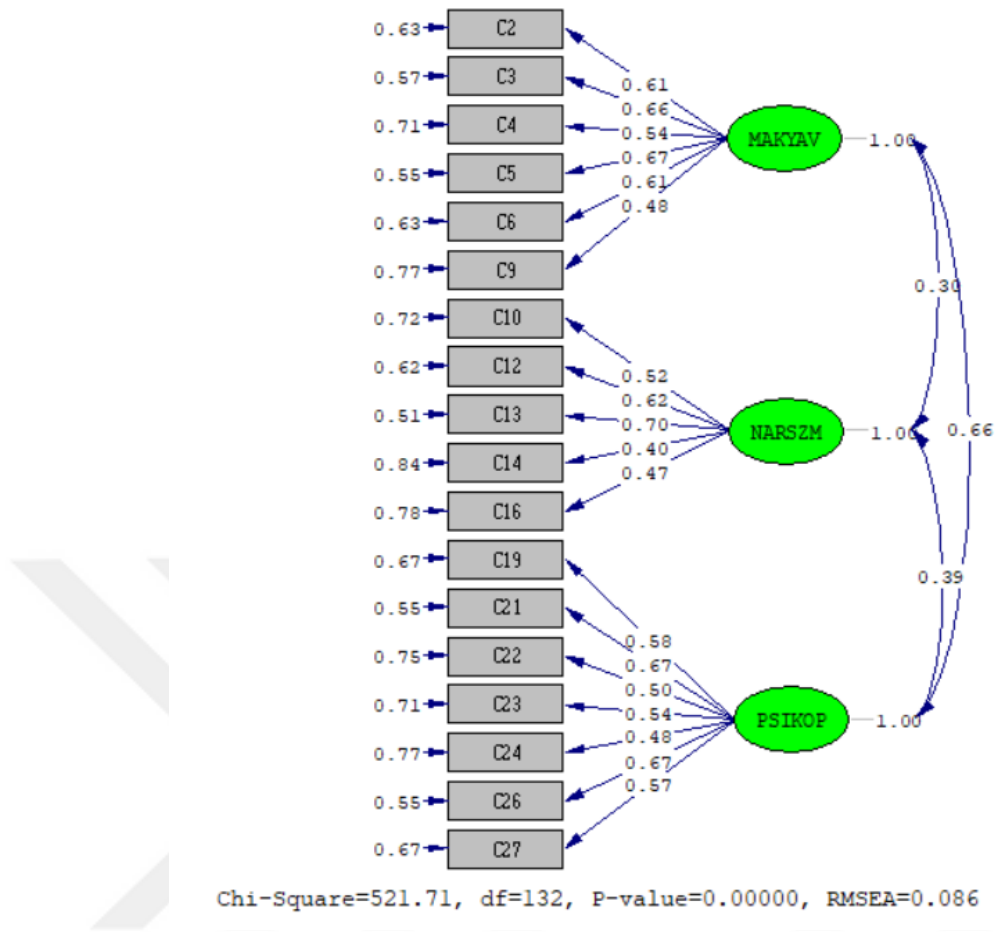 0.63 C2
0.57 C3
0.61
0.66
0.71 C4 0.54
MAKYAV 1.00
0.55 C5 0.67
0.61
0.63 C6 0.48
0.77 C9
0.30
0.72 C10
0.62 C12 0.52
0.62
0.51 C13 0.70
NARSZM 1.00 0.66
0.40
0.84 C14 0.47
0.78 C16
0.67 C19
0.39
0.55 C21
0.58
0.75 C22 0.67
0.50
0.71 C23 0.54
PSIKOP 1.00
0.48
0.77 C24 0.67
0.57
0.55 C26
0.67 C27
Chi-Square=521.71, df=132, P-value=0.00000, RMSEA=0.086